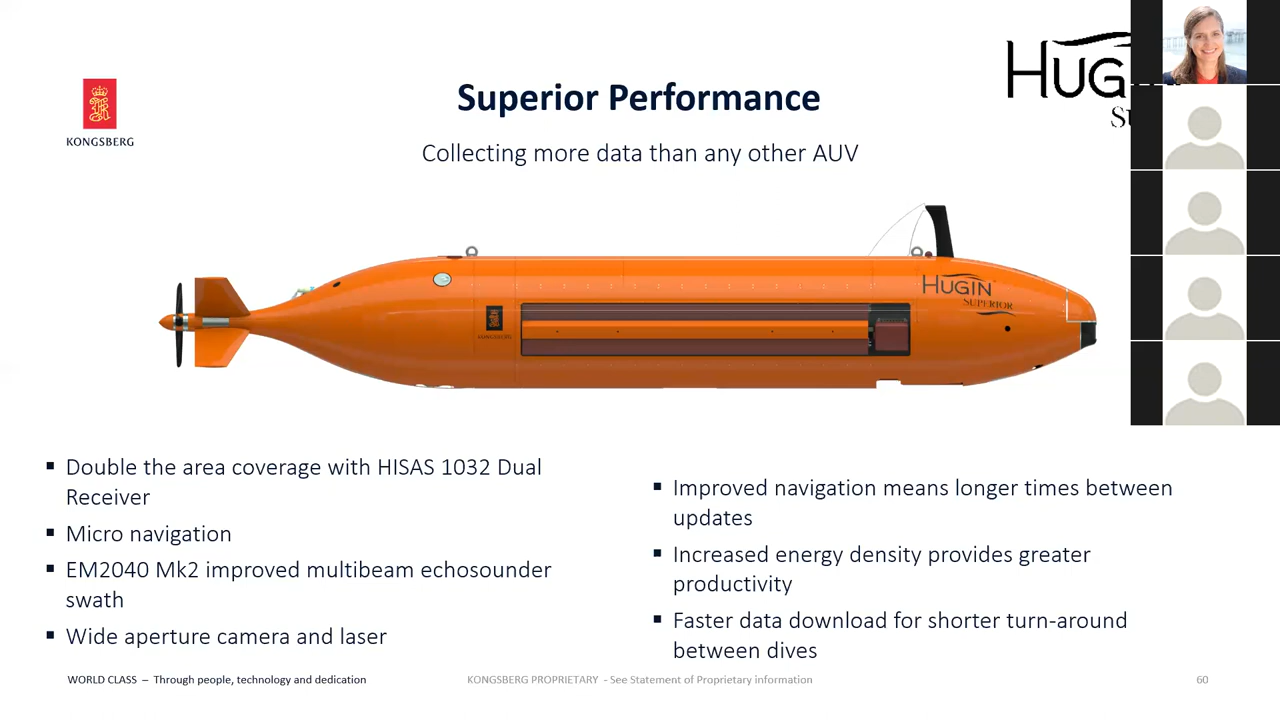 KONGSBERG
Superior Performance
Collecting more data than any other AUV
HUGIN
SUPERIOR
Double the area coverage with HISAS 1032 Dual
Receiver
Micro navigation
EM2040 Mk2 improved multibeam echosounder
swath
Wide aperture camera and laser
Improved navigation means longer times between
updates
Increased energy density provides greater
productivity
Faster data download for shorter turn-around
between dives
WORLD CLASS – Through people, technology and dedication
KONGSBERG PROPRIETARY - See Statement of Proprietary information
60